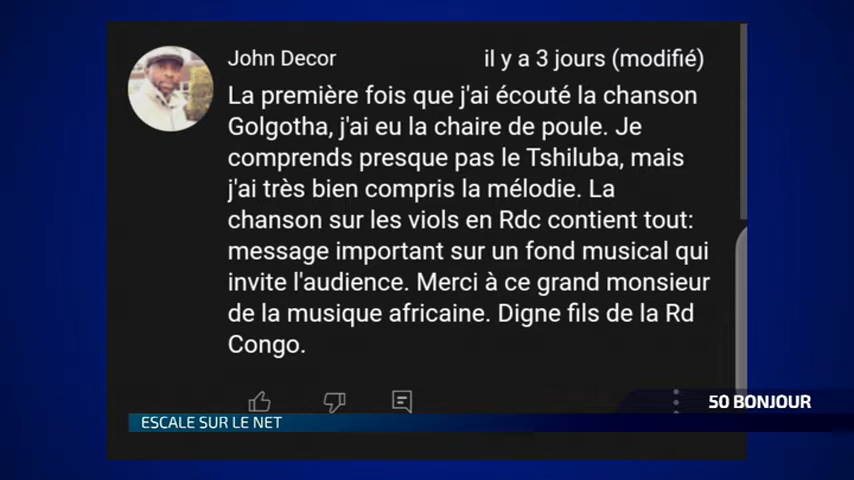 John Decor
il y a 3 jours (modifié)
La première fois que j'ai écouté la chanson
Golgotha, j'ai eu la chaire de poule. Je
comprends presque pas le Tshiluba, mais
j'ai très bien compris la mélodie. La
chanson sur les viols en Rdc contient tout:
message important sur un fond musical qui
invite l'audience. Merci à ce grand monsieur
de la musique africaine. Digne fils de la Rd
Congo.
50 BONJOUR
ESCALE SUR LE NET